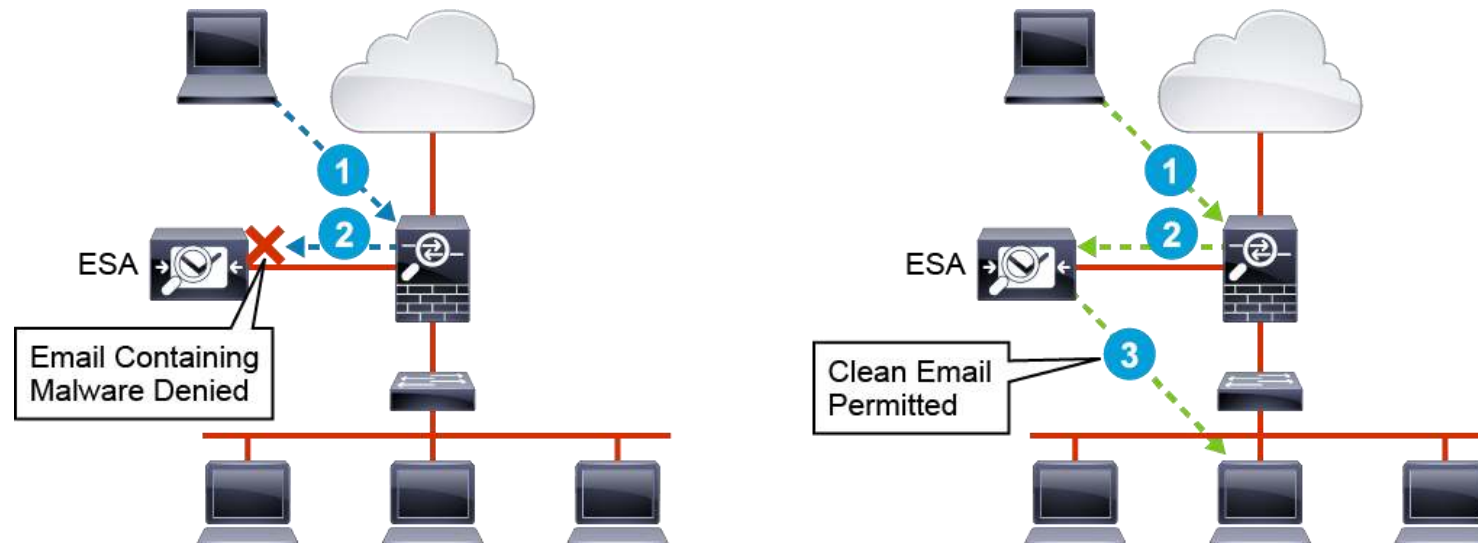 1
2
ESA
Email Containing
Malware Denied
1
2
ESA
3
Clean Email
Permitted